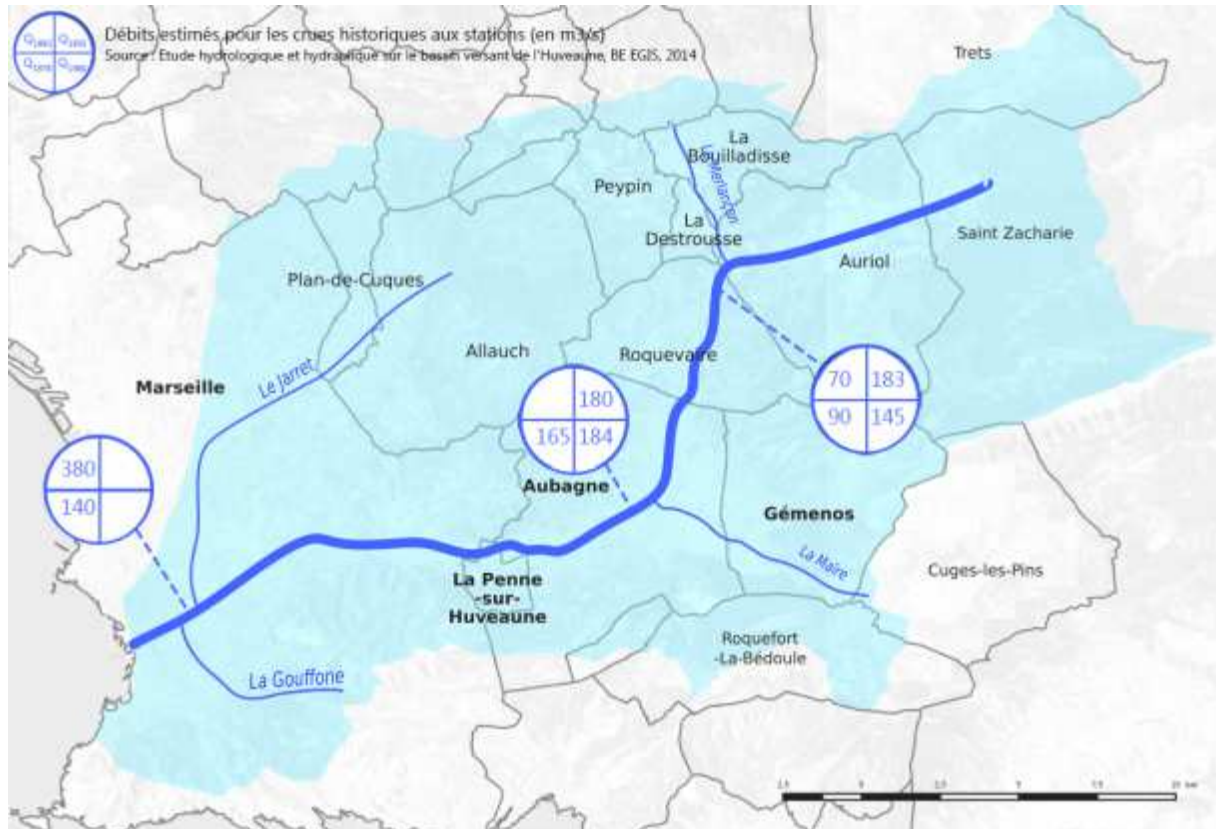 Débits estimés pour les crues historiques aux stations (en m3/s)
Source : Etude hydrologique et hydraulique sur le bassin versant de l'Huveaune, BE EGIS, 2014
Trets
La
Bouilladisse
Le Merlançon
Peypin
La
Destrousse
Saint Zacharie
Auriol
Plan-de-Cuques
Allauch
Roquevaire
Marseille
Le Jarret
70 183
90 145
180
165 184
Aubagne
380
140
Gémenos
La Maire
Cuges-les-Pins
La Penne
-sur-
Huveaune
Roquefort
-La-Bédoule
La Gouffone